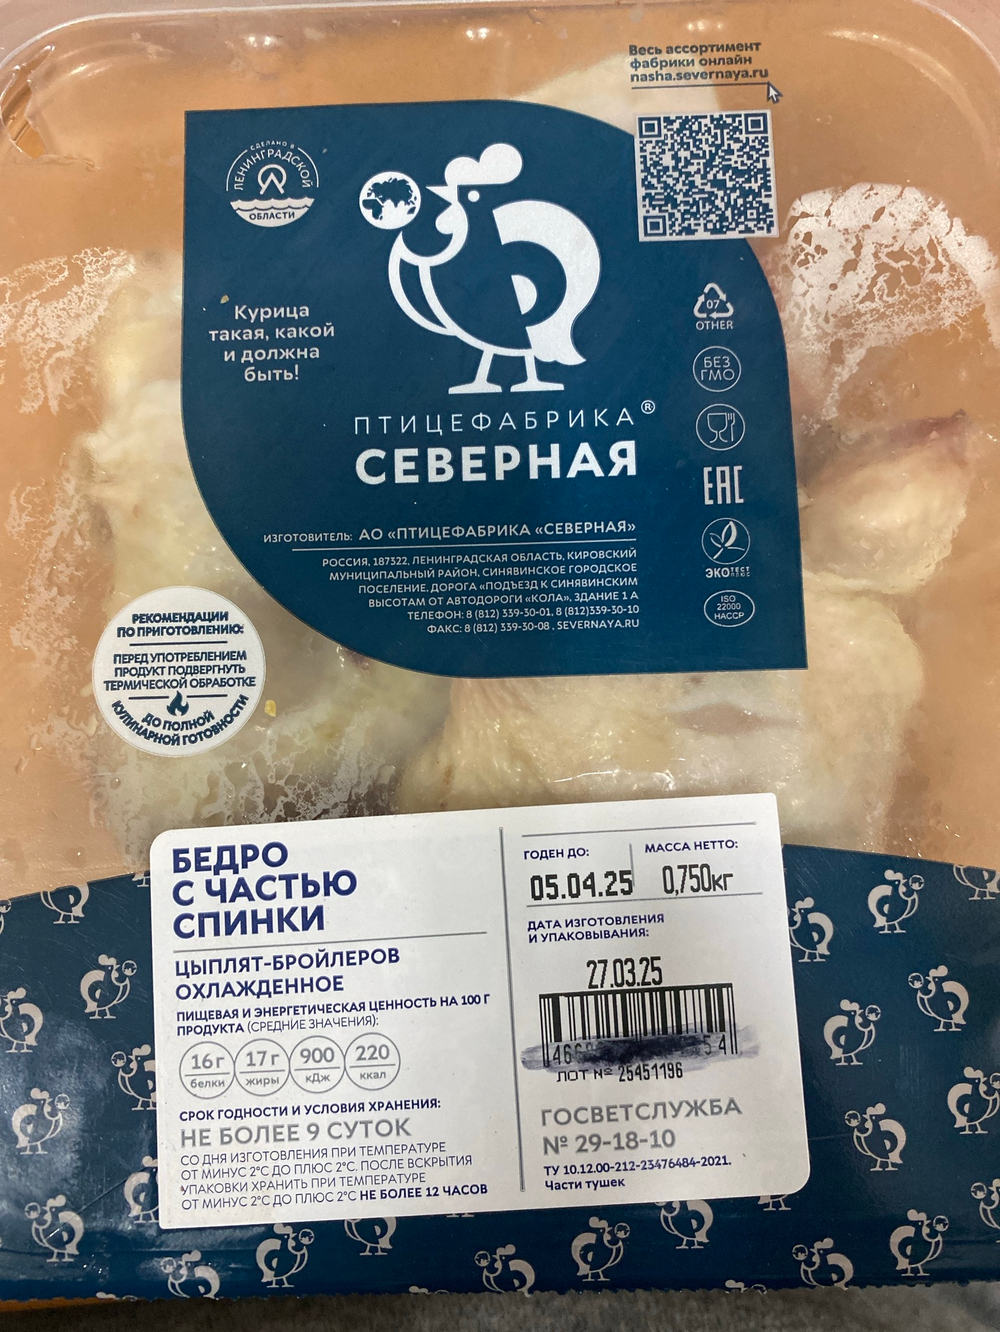 Весь ассортимент
фабрики онлайн
nasha.severnaya.ru
СДЕЛАНО В
ЛЕНИНГРАДСКОЙ
ОБЛАСТИ
Курица
такая, какой
и должна
быть!
07
OTHER
БЕЗ
ГМО
ПТИЦЕФАБРИКА®
СЕВЕРНАЯ
EAC
ЭКОТЕСТ
ПЛЮС
ISO
22000
HACCP
ИЗГОТОВИТЕЛЬ: АО «ПТИЦЕФАБРИКА «СЕВЕРНАЯ»
РОССИЯ, 187322, ЛЕНИНГРАДСКАЯ ОБЛАСТЬ, КИРОВСКИЙ
МУНИЦИПАЛЬНЫЙ РАЙОН, СИНЯВИНСКОЕ ГОРОДСКОЕ
ПОСЕЛЕНИЕ, ДОРОГА «ПОДЪЕЗД К СИНЯВИНСКИМ
ВЫСОТАМ ОТ АВТОДОРОГИ «КОЛА», ЗДАНИЕ 1 А
ТЕЛЕФОН: 8 (812) 339-30-01, 8 (812)339-30-10
ФАКС: 8 (812) 339-30-08 . SEVERNAYA.RU
РЕКОМЕНДАЦИИ
ПО ПРИГОТОВЛЕНИЮ:
ПЕРЕД УПОТРЕБЛЕНИЕМ
ПРОДУКТ ПОДВЕРГНУТЬ
ТЕРМИЧЕСКОЙ ОБРАБОТКЕ
ДО ПОЛНОЙ
КУЛИНАРНОЙ ГОТОВНОСТИ
БЕДРО
С ЧАСТЬЮ
СПИНКИ
ЦЫПЛЯТ-БРОЙЛЕРОВ
ОХЛАЖДЕННОЕ
ПИЩЕВАЯ И ЭНЕРГЕТИЧЕСКАЯ ЦЕННОСТЬ НА 100 Г
ПРОДУКТА (СРЕДНИЕ ЗНАЧЕНИЯ):
16 г 17 г 900 220
белки жиры кДж ккал
СРОК ГОДНОСТИ И УСЛОВИЯ ХРАНЕНИЯ:
НЕ БОЛЕЕ 9 СУТОК
СО ДНЯ ИЗГОТОВЛЕНИЯ ПРИ ТЕМПЕРАТУРЕ
ОТ МИНУС 2°С ДО ПЛЮС 2°С. ПОСЛЕ ВСКРЫТИЯ
УПАКОВКИ ХРАНИТЬ ПРИ ТЕМПЕРАТУРЕ
ОТ МИНУС 2°С ДО ПЛЮС 2°С НЕ БОЛЕЕ 12 ЧАСОВ
ГОДЕН ДО: МАССА НЕТТО:
05.04.25 0,750кг
ДАТА ИЗГОТОВЛЕНИЯ
И УПАКОВЫВАНИЯ:
27.03.25
ЛОТ № 25451196
ГОСВЕТСЛУЖБА
№ 29-18-10
ТУ 10.12.00-212-23476484-2021.
Части тушек